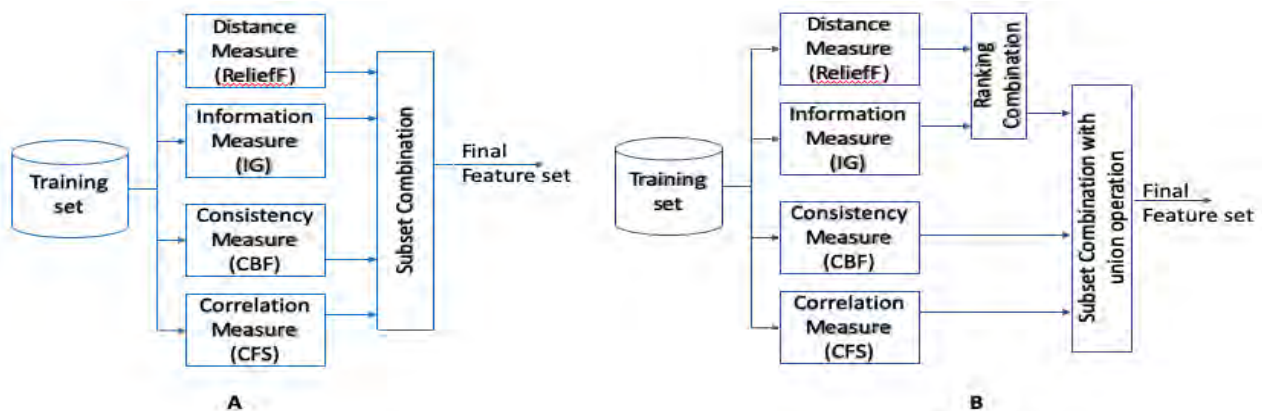 Distance
Measure
(ReliefF)
Information
Measure
(IG)
Training
set
Consistency
Measure
(CBF)
Correlation
Measure
(CFS)
Subset Combination
Final
Feature set
A
Distance
Measure
(ReliefF)
Information
Measure
(IG)
Ranking
Combination
Training
set
Consistency
Measure
(CBF)
Correlation
Measure
(CFS)
Subset Combination with
union operation
Final
Feature set
B